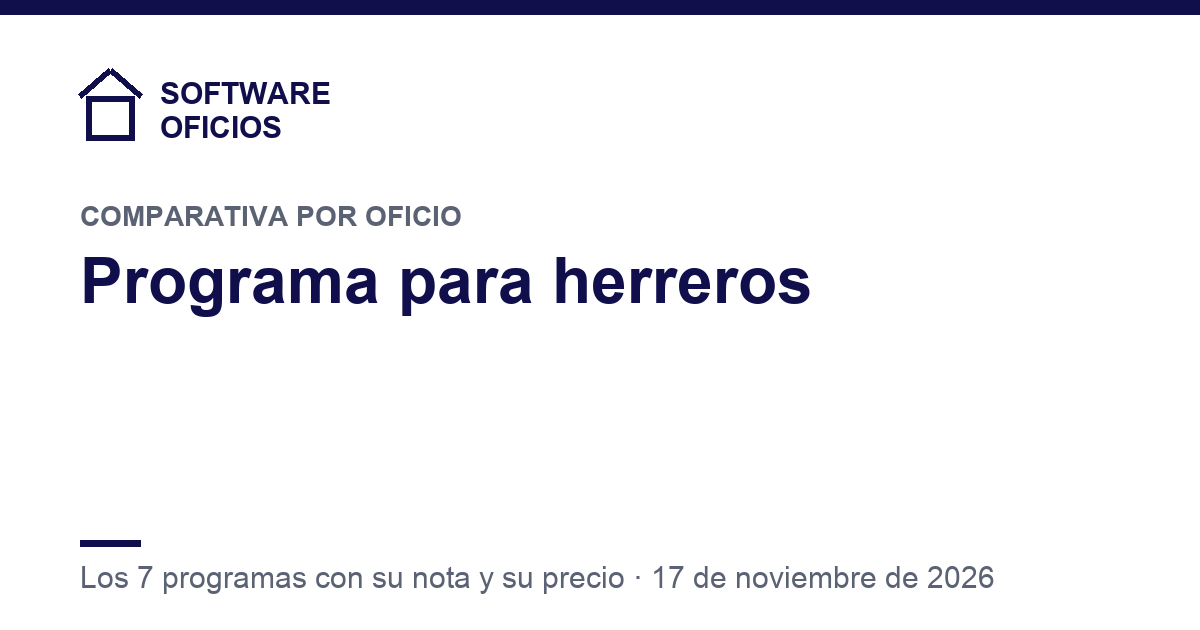 SOFTWARE
OFICIOS
COMPARATIVA POR OFICIO
Programa para herreros
Los 7 programas con su nota y su precio · 17 de noviembre de 2026